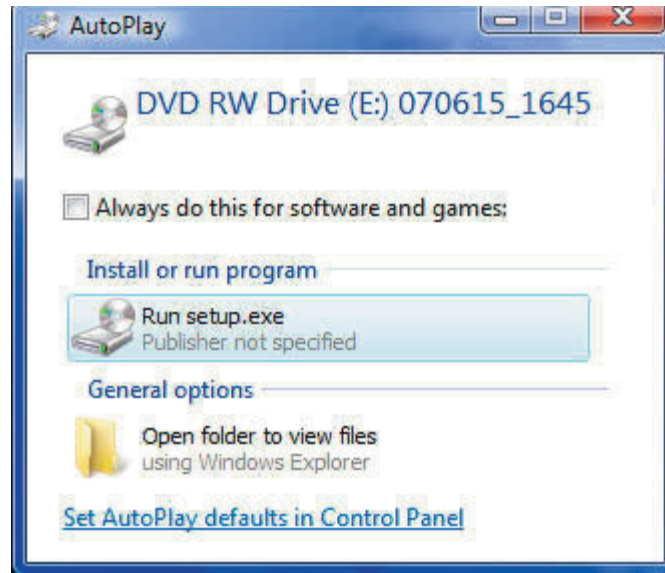 AutoPlay
DVD RW Drive (E:) 070615_1645
Always do this for software and games:
Install or run program
Run setup.exe
Publisher not specified
General options
Open folder to view files
using Windows Explorer
Set AutoPlay defaults in Control Panel